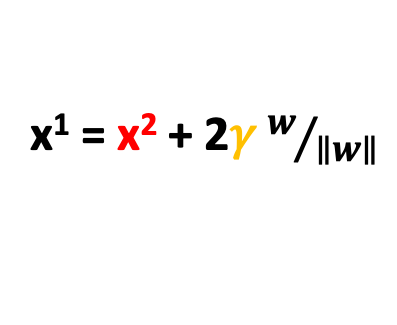 x¹ = x² + 2γ w/‖w‖